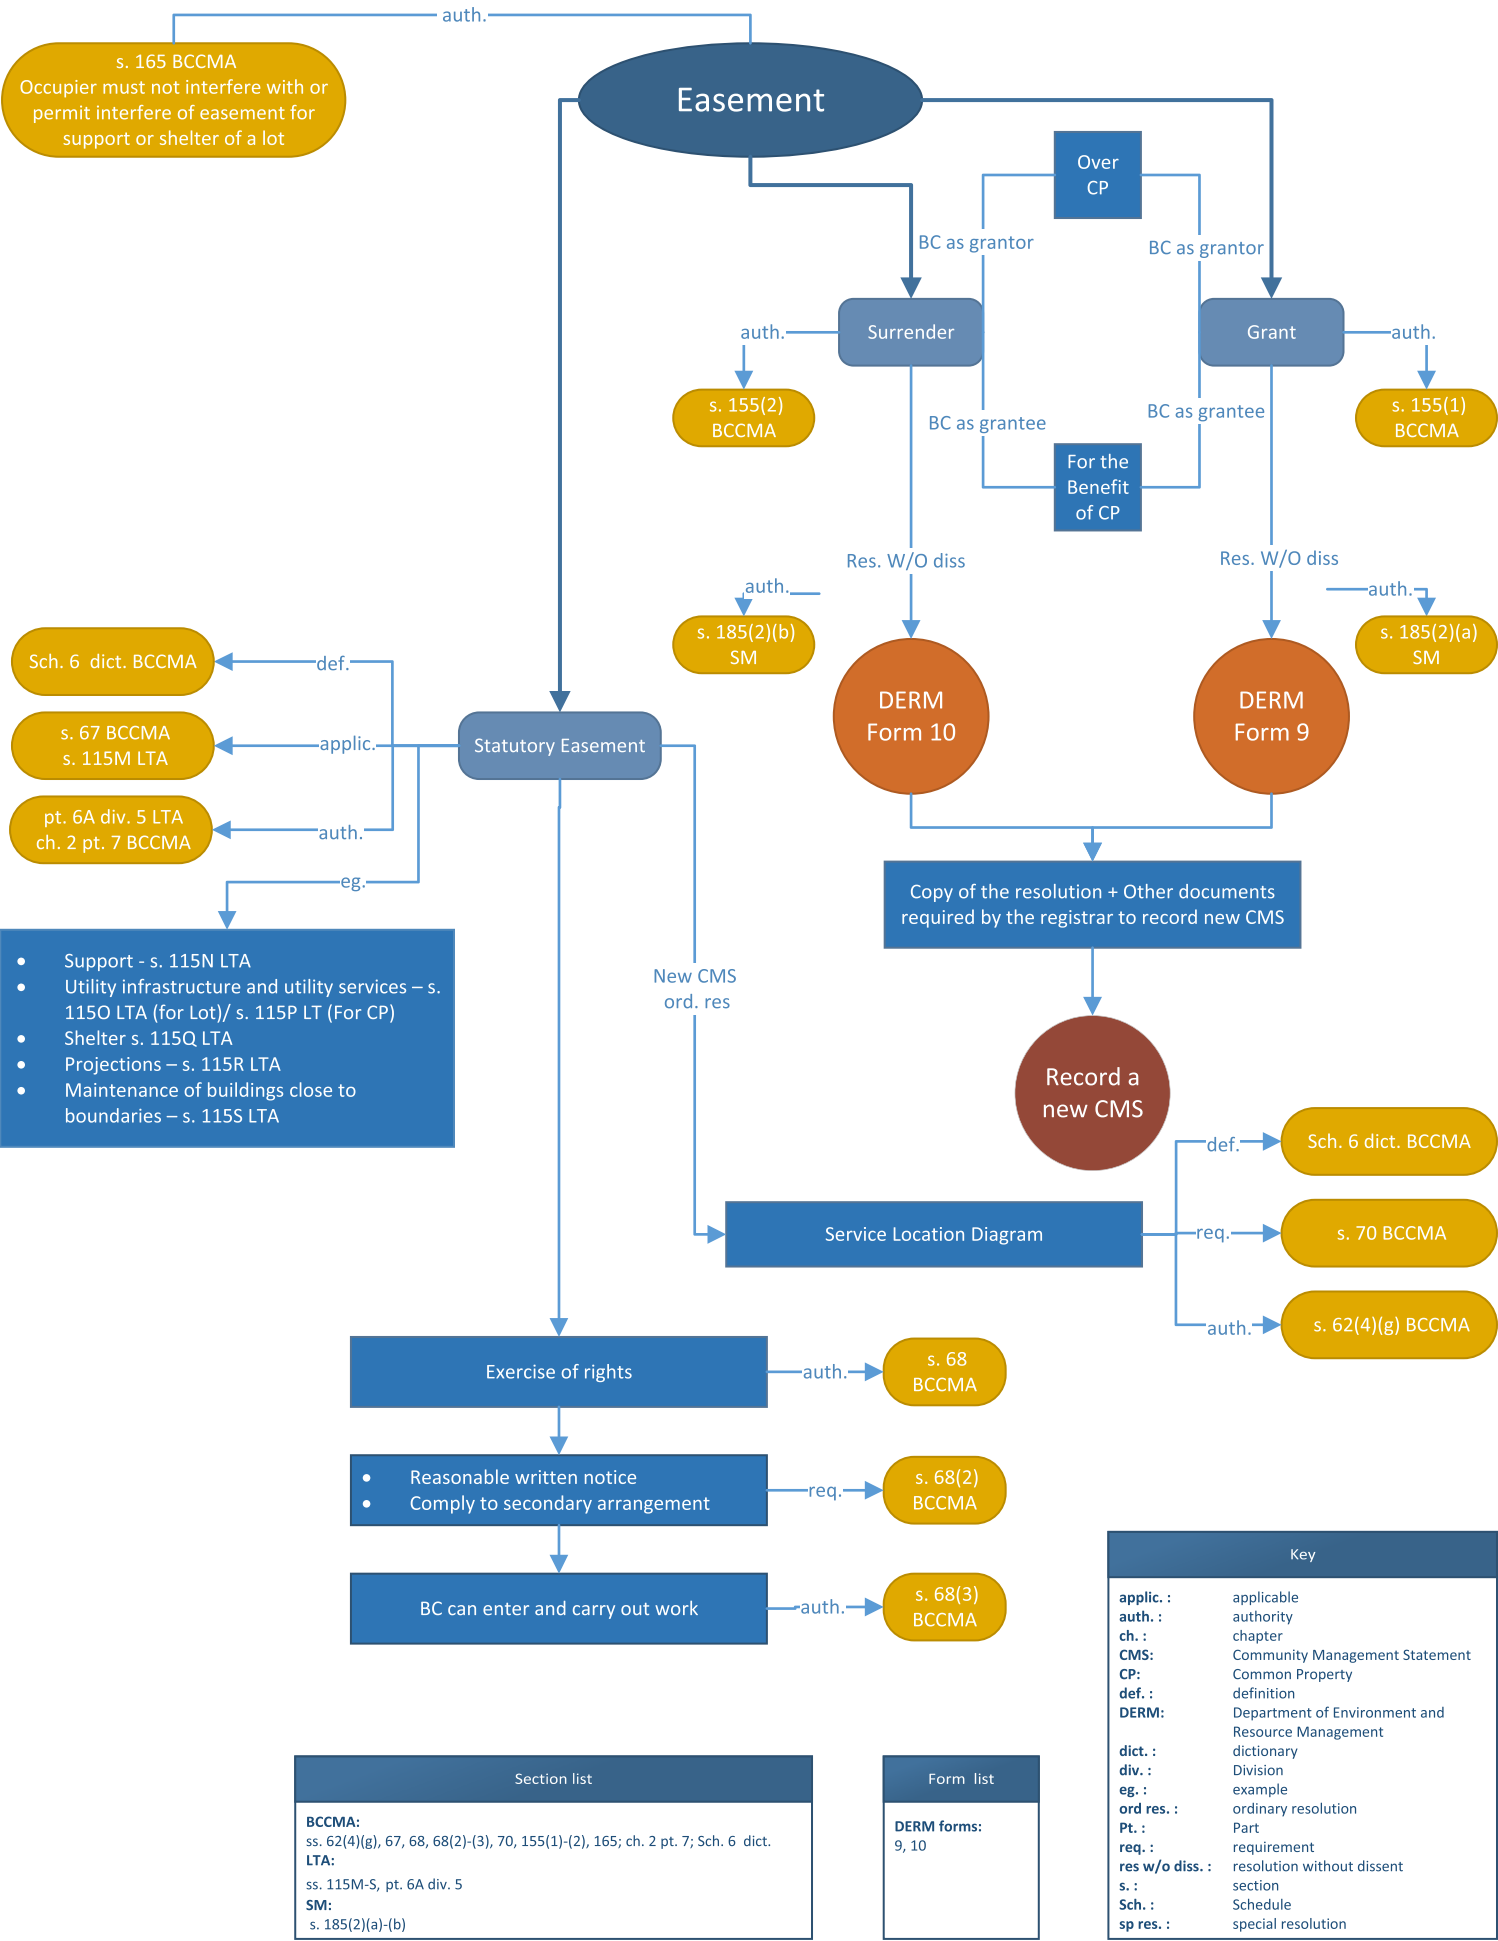 auth.
s. 165 BCCMA
Occupier must not interfere with or
permit interfere of easement for
support or shelter of a lot
Easement
Over
CP
BC as grantor
BC as grantor
Surrender
Grant
auth.
auth.
s. 155(2)
BCCMA
s. 155(1)
BCCMA
BC as grantee
BC as grantee
For the
Benefit
of CP
Res. W/O diss
Res. W/O diss
auth.
auth.
s. 185(2)(b)
SM
s. 185(2)(a)
SM
DERM
Form 10
DERM
Form 9
Sch. 6  dict. BCCMA
def.
s. 67 BCCMA
s. 115M LTA
applic.
Statutory Easement
pt. 6A div. 5 LTA
ch. 2 pt. 7 BCCMA
auth.
eg.
Copy of the resolution + Other documents
required by the registrar to record new CMS
• Support - s. 115N LTA
• Utility infrastructure and utility services – s.
115O LTA (for Lot)/ s. 115P LT (For CP)
• Shelter s. 115Q LTA
• Projections – s. 115R LTA
• Maintenance of buildings close to
boundaries – s. 115S LTA
New CMS
ord. res
Record a
new CMS
def.
Sch. 6 dict. BCCMA
Service Location Diagram
req.
s. 70 BCCMA
auth.
s. 62(4)(g) BCCMA
Exercise of rights
auth.
s. 68
BCCMA
• Reasonable written notice
• Comply to secondary arrangement
req.
s. 68(2)
BCCMA
BC can enter and carry out work
auth.
s. 68(3)
BCCMA
Key
applic. : applicable
auth. : authority
ch. : chapter
CMS: Community Management Statement
CP: Common Property
def. : definition
DERM: Department of Environment and
Resource Management
dict. : dictionary
div. : Division
eg. : example
ord res. : ordinary resolution
Pt. : Part
req. : requirement
res w/o diss. : resolution without dissent
s. : section
Sch. : Schedule
sp res. : special resolution
Section list
BCCMA:
ss. 62(4)(g), 67, 68, 68(2)-(3), 70, 155(1)-(2), 165; ch. 2 pt. 7; Sch. 6  dict.
LTA:
ss. 115M-S, pt. 6A div. 5
SM:
s. 185(2)(a)-(b)
Form  list
DERM forms:
9, 10